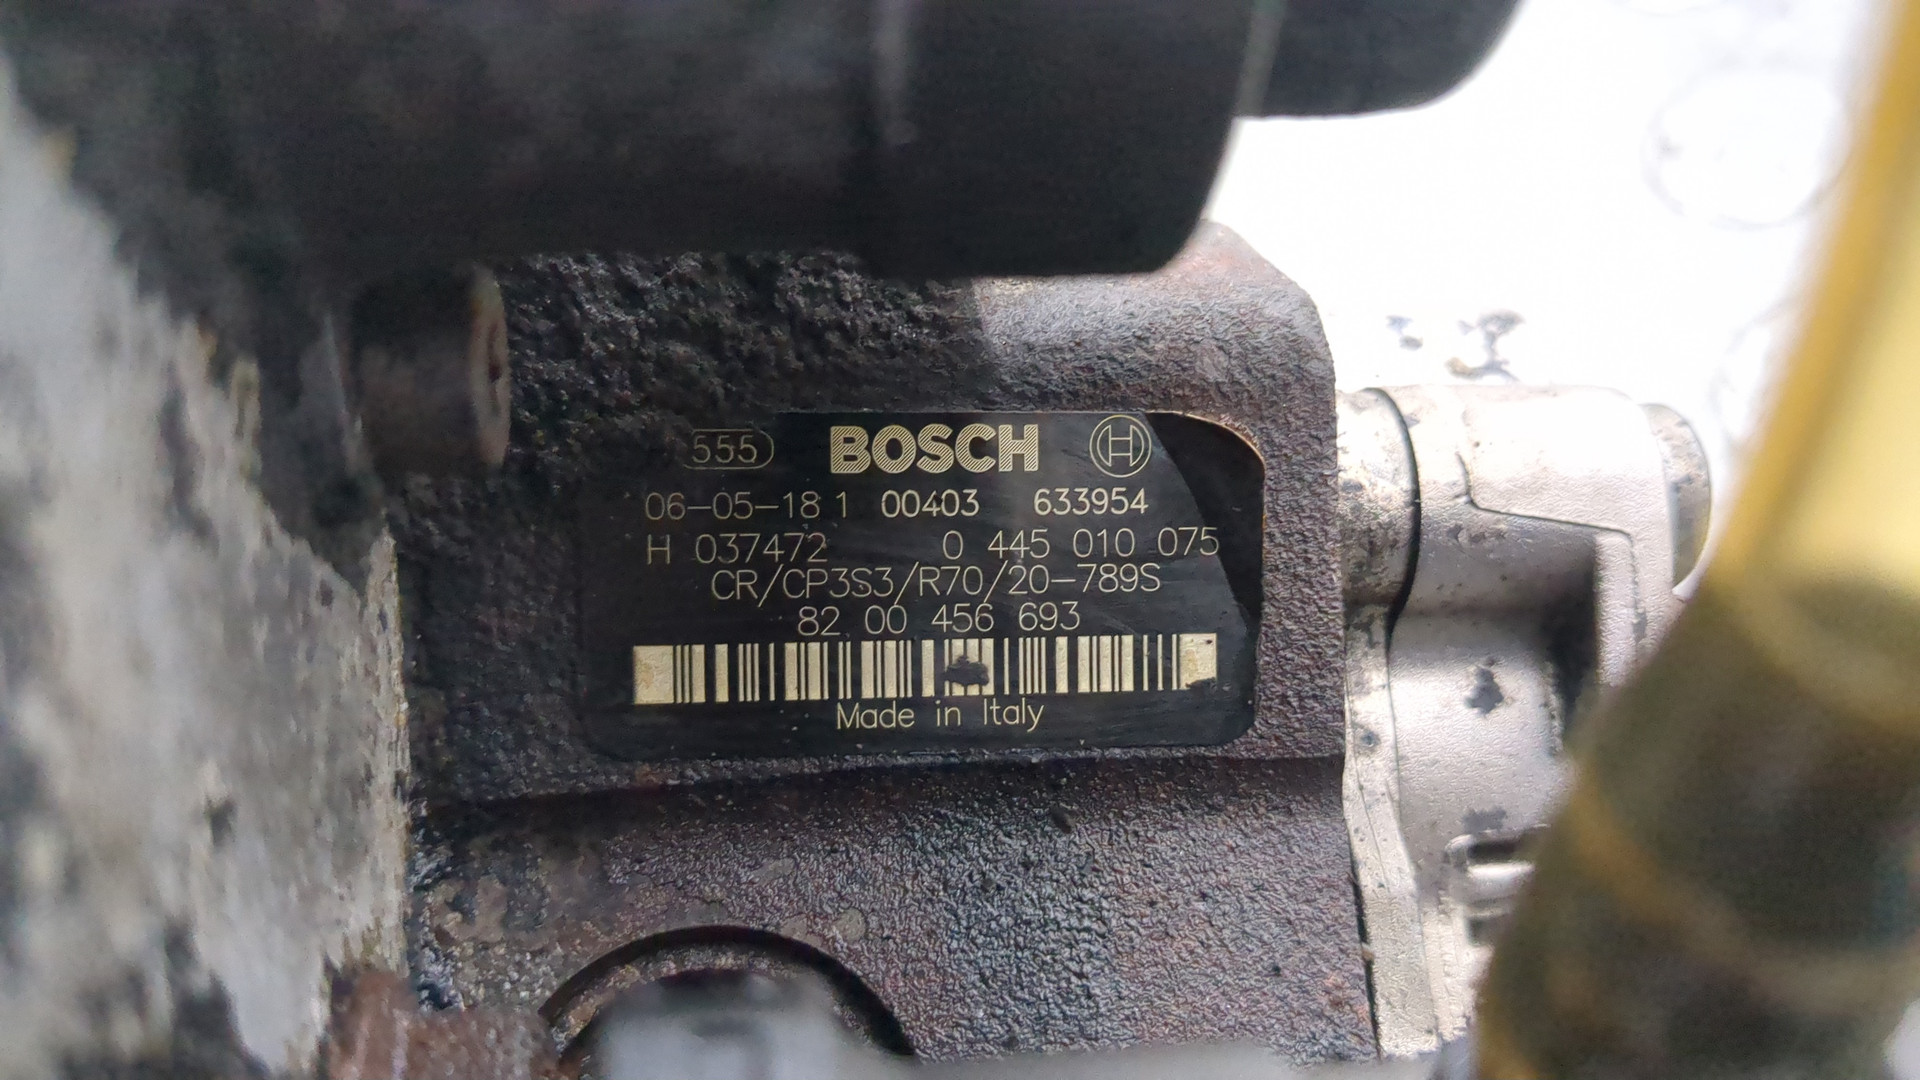 555 BOSCH H
06-05-18 1 00403 633954
H 037472 0 445 010 075
CR/CP3S3/R70/20-789S
82 00 456 693
Made in Italy